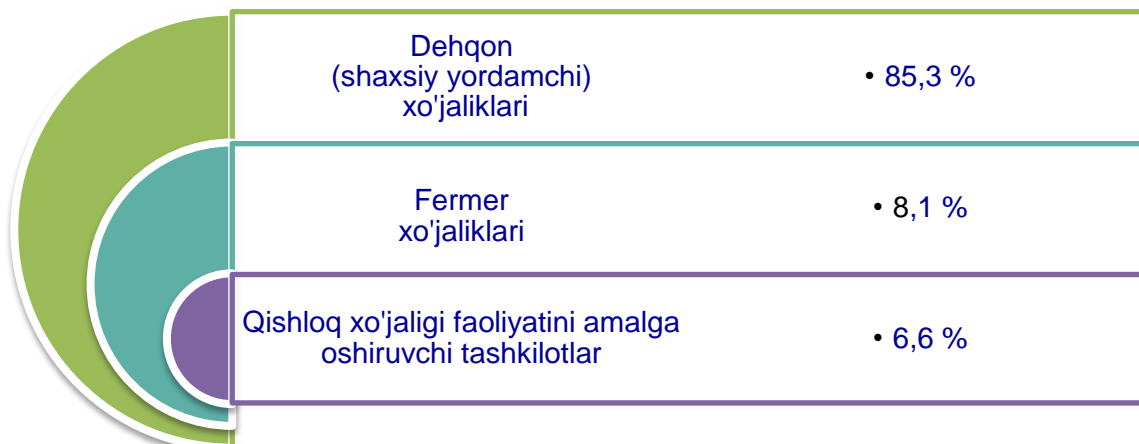 Dehqon
(shaxsiy yordamchi)
xo'jaliklari
• 85,3 %
Fermer
xo'jaliklari
• 8,1 %
Qishloq xo'jaligi faoliyatini amalga
oshiruvchi tashkilotlar
• 6,6 %